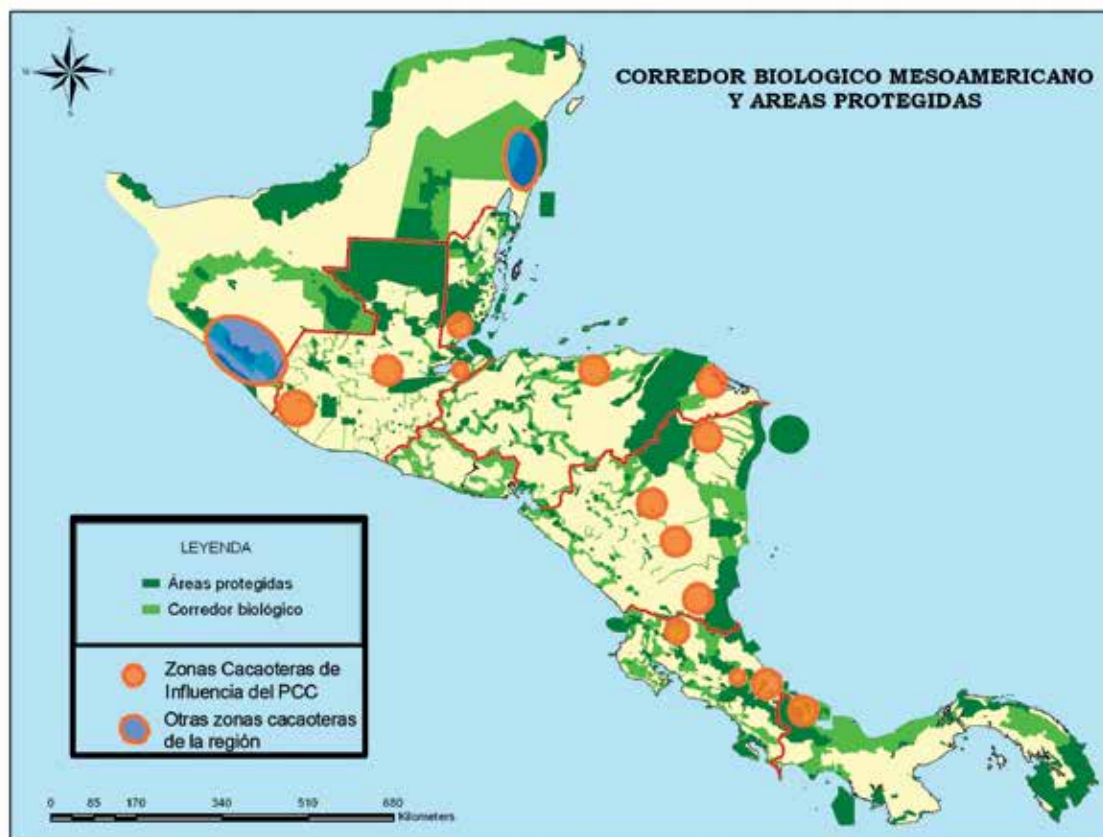 N
W E
S
CORREDOR BIOLOGICO MESOAMERICANO
Y AREAS PROTEGIDAS
LEYENDA
Áreas protegidas
Corredor biológico
Zonas Cacaoteras de
Influencia del PCC
Otras zonas cacaoteras
de la región
0 85 170 340 510 680
Kilometers